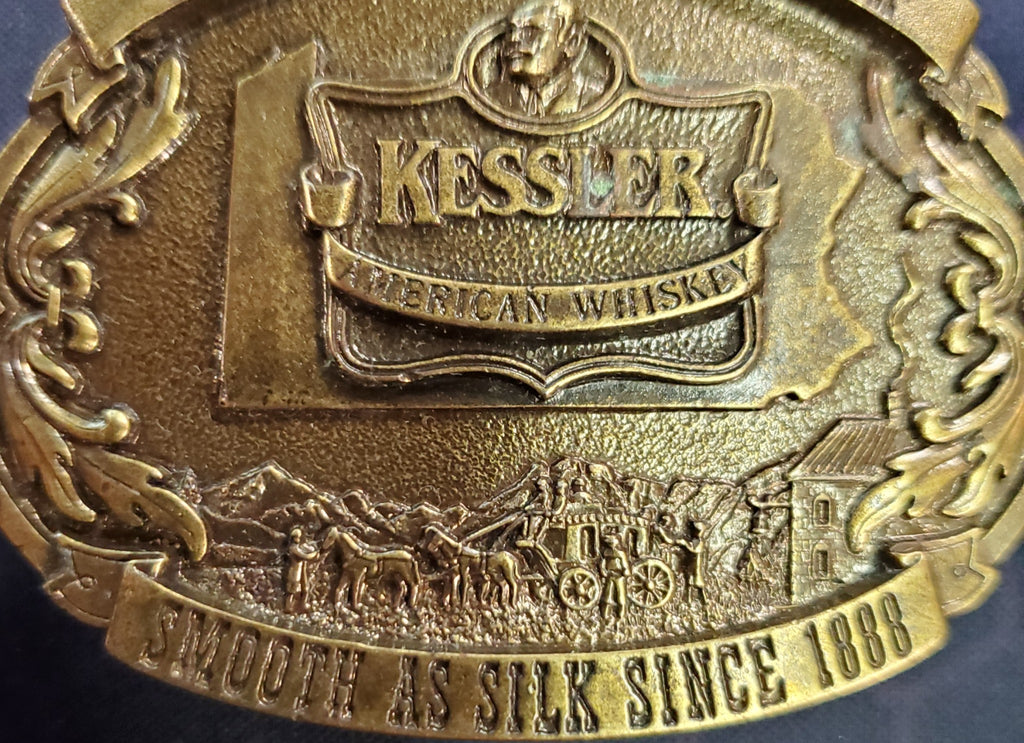 KESSLER.
AMERICAN WHISKEY
SMOOTH AS SILK SINCE 1888